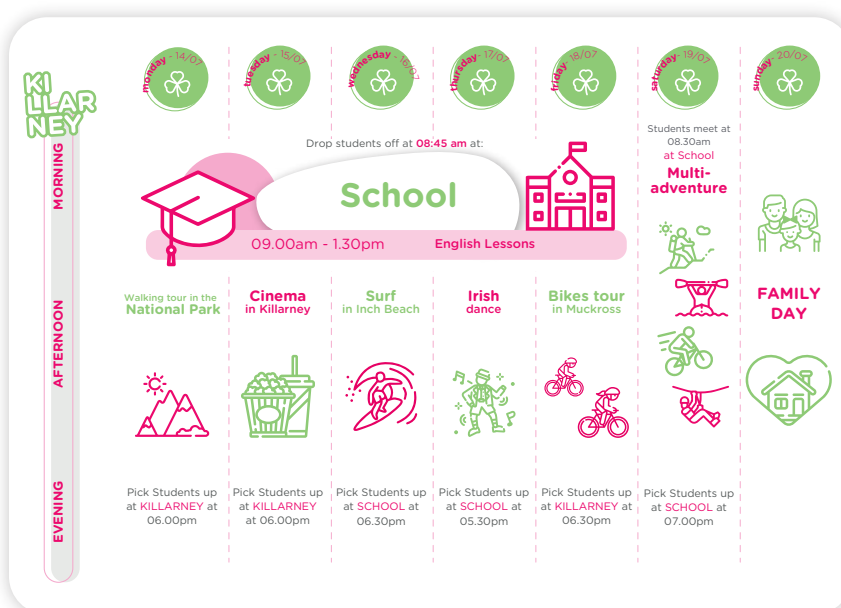 KI
LLAR
NEY
monday - 14/07
tuesday - 15/07
wednesday - 16/07
thursday - 17/07
friday - 18/07
saturday - 19/07
sunday - 20/07
MORNING
Drop students off at 08:45 am at:
School
09.00am - 1.30pm
English Lessons
Students meet at
08.30am
at School
Multi-
adventure
AFTERNOON
Walking tour in the
National Park
Cinema
in Killarney
Surf
in Inch Beach
Irish
dance
Bikes tour
in Muckross
FAMILY
DAY
EVENING
Pick Students up
at KILLARNEY at
06.00pm
Pick Students up
at KILLARNEY
at 06.00pm
Pick Students up
at SCHOOL at
06.30pm
Pick Students up
at SCHOOL at
05.30pm
Pick Students up
at KILLARNEY at
06.30pm
Pick Students up
at SCHOOL at
07.00pm